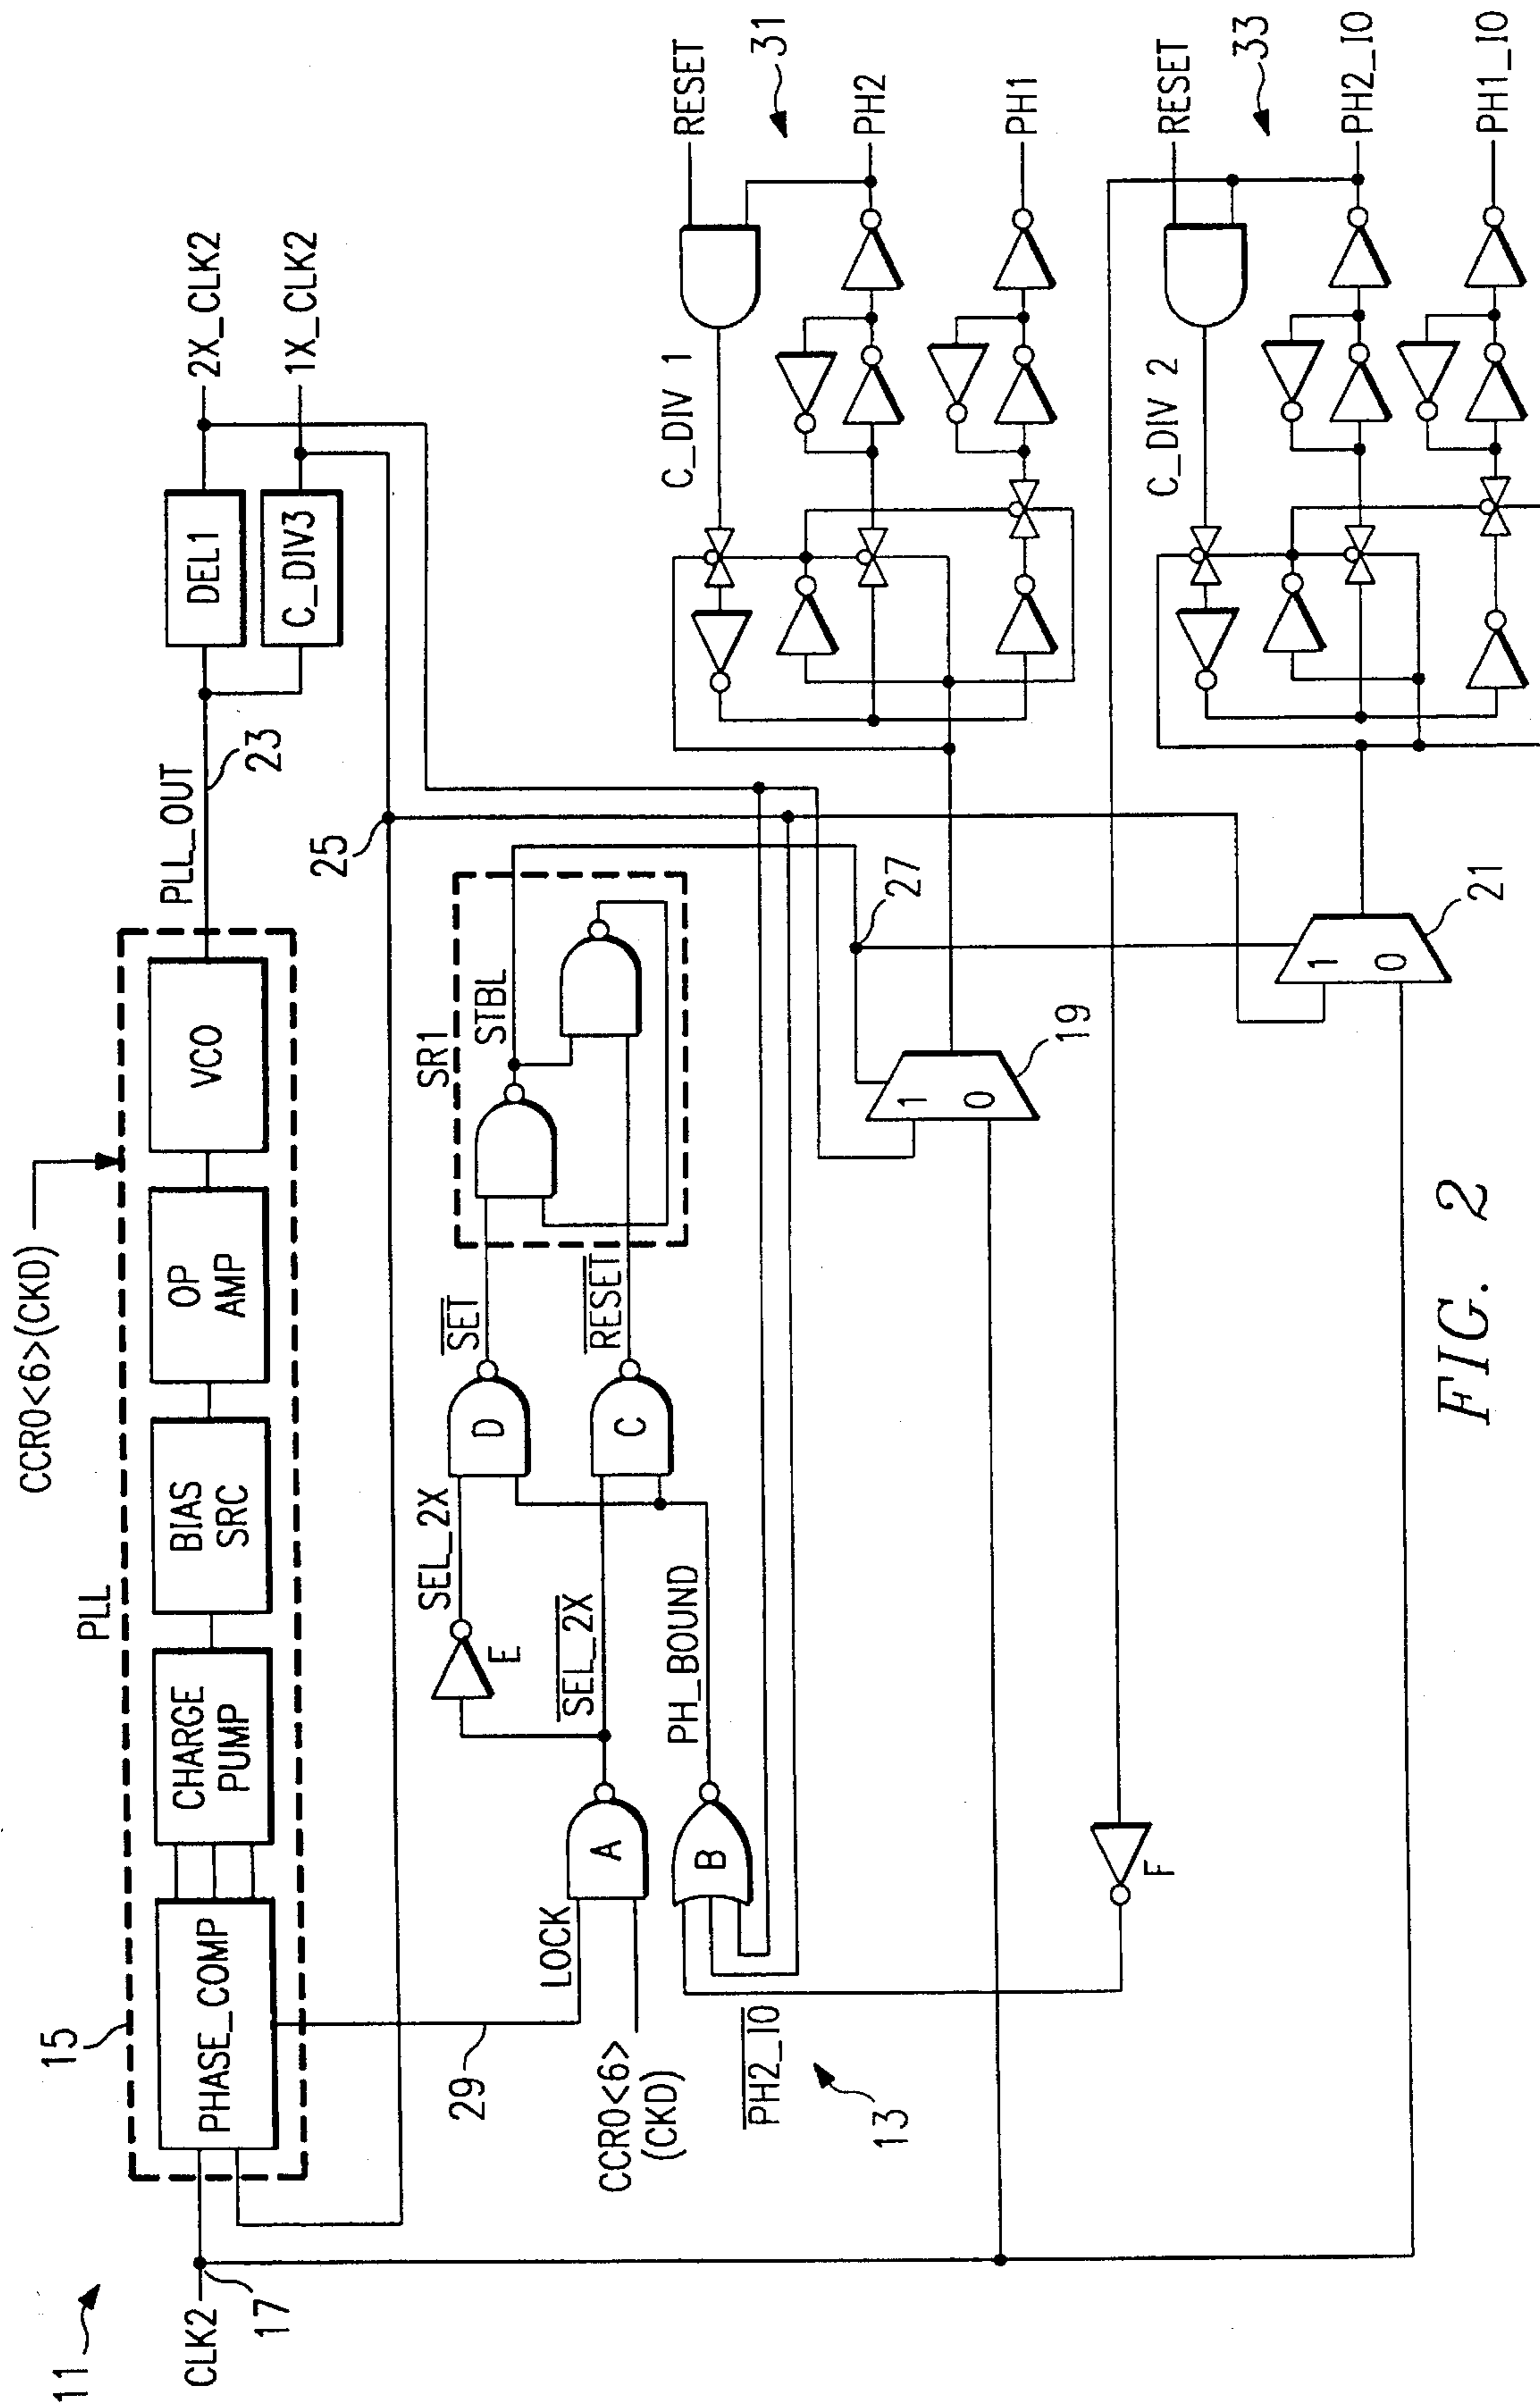 11
CLK2
17
15
PLL
CCR0<6>(CKD)
PHASE_COMP
CHARGE
PUMP
BIAS
SRC
OP
AMP
VCO
PLL_OUT
23
DEL1
C_DIV3
2X_CLK2
1X_CLK2
25
29
LOCK
CCR0<6>
(CKD)
A
SEL_2X
E
SEL_2X
D
SET
C
RESET
SR1
STBL
PH2_IO
B
PH_BOUND
13
27
19
1
0
F
21
1
0
C_DIV 1
RESET
31
PH2
PH1
C_DIV 2
RESET
33
PH2_IO
PH1_IO
FIG. 2